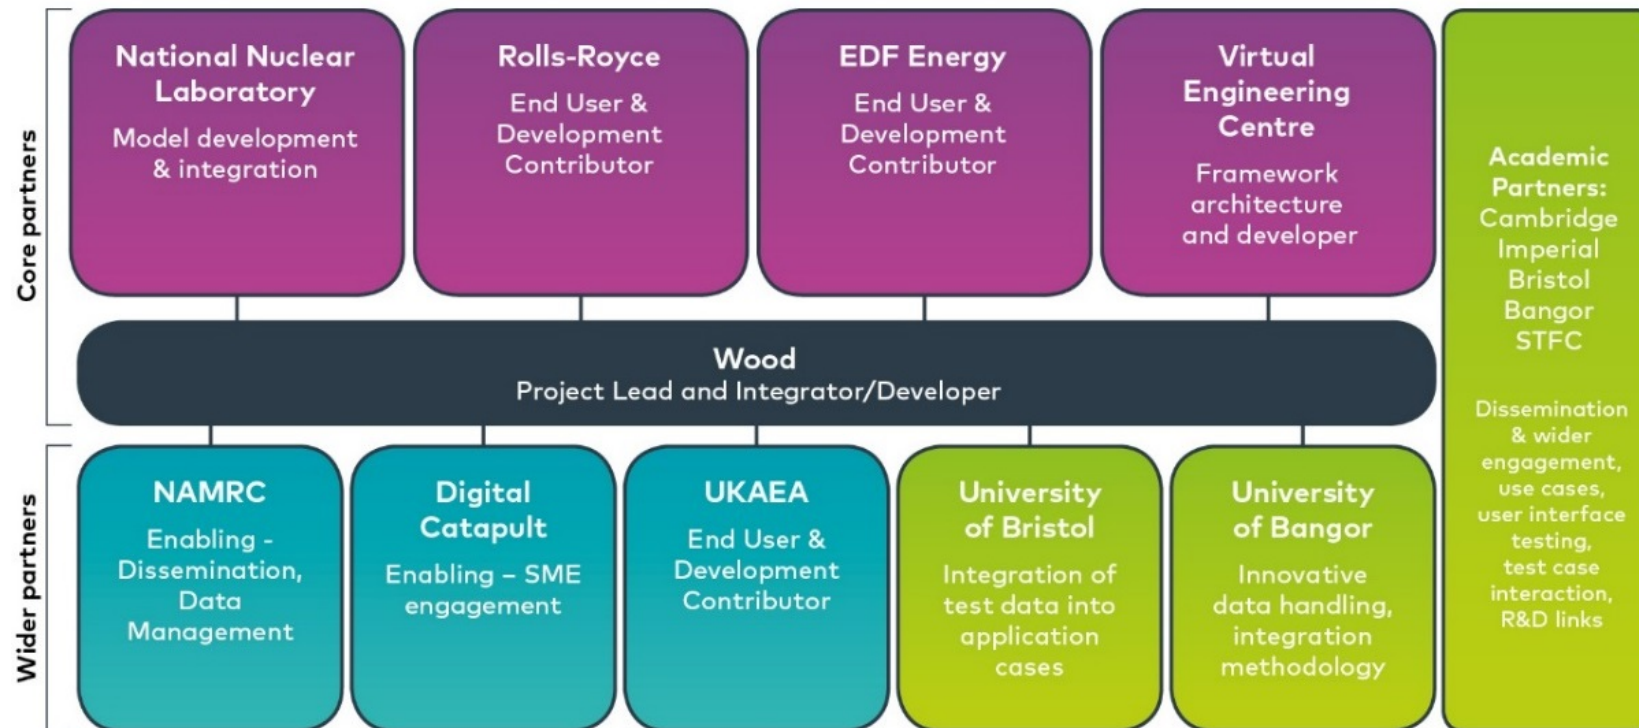 Core partners
National Nuclear
Laboratory
Model development
& integration
Rolls-Royce
End User &
Development
Contributor
EDF Energy
End User &
Development
Contributor
Virtual
Engineering
Centre
Framework
architecture
and developer
Wood
Project Lead and Integrator/Developer
Wider partners
NAMRC
Enabling -
Dissemination,
Data
Management
Digital
Catapult
Enabling – SME
engagement
UKAEA
End User &
Development
Contributor
University
of Bristol
Integration of
test data into
application
cases
University
of Bangor
Innovative
data handling,
integration
methodology
Academic
Partners:
Cambridge
Imperial
Bristol
Bangor
STFC
Dissemination
& wider
engagement,
use cases,
user interface
testing,
test case
interaction,
R&D links